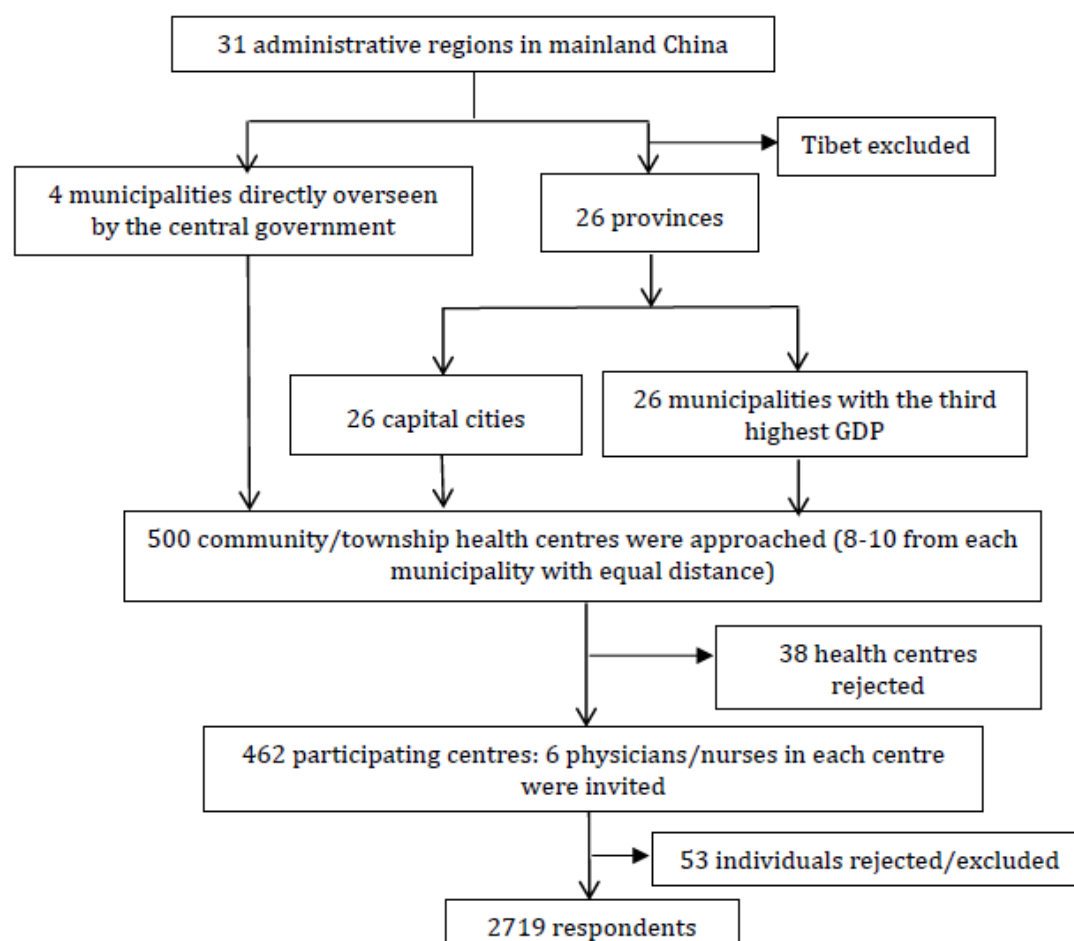 31 administrative regions in mainland China
Tibet excluded
4 municipalities directly overseen
by the central government
26 provinces
26 capital cities
26 municipalities with the third
highest GDP
500 community/township health centres were approached (8-10 from each
municipality with equal distance)
38 health centres
rejected
462 participating centres: 6 physicians/nurses in each centre
were invited
53 individuals rejected/excluded
2719 respondents